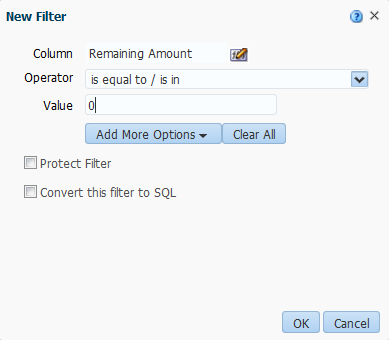 New Filter
Column Remaining Amount
Operator is equal to / is in
Value 0
Add More Options Clear All
Protect Filter
Convert this filter to SQL
OK Cancel